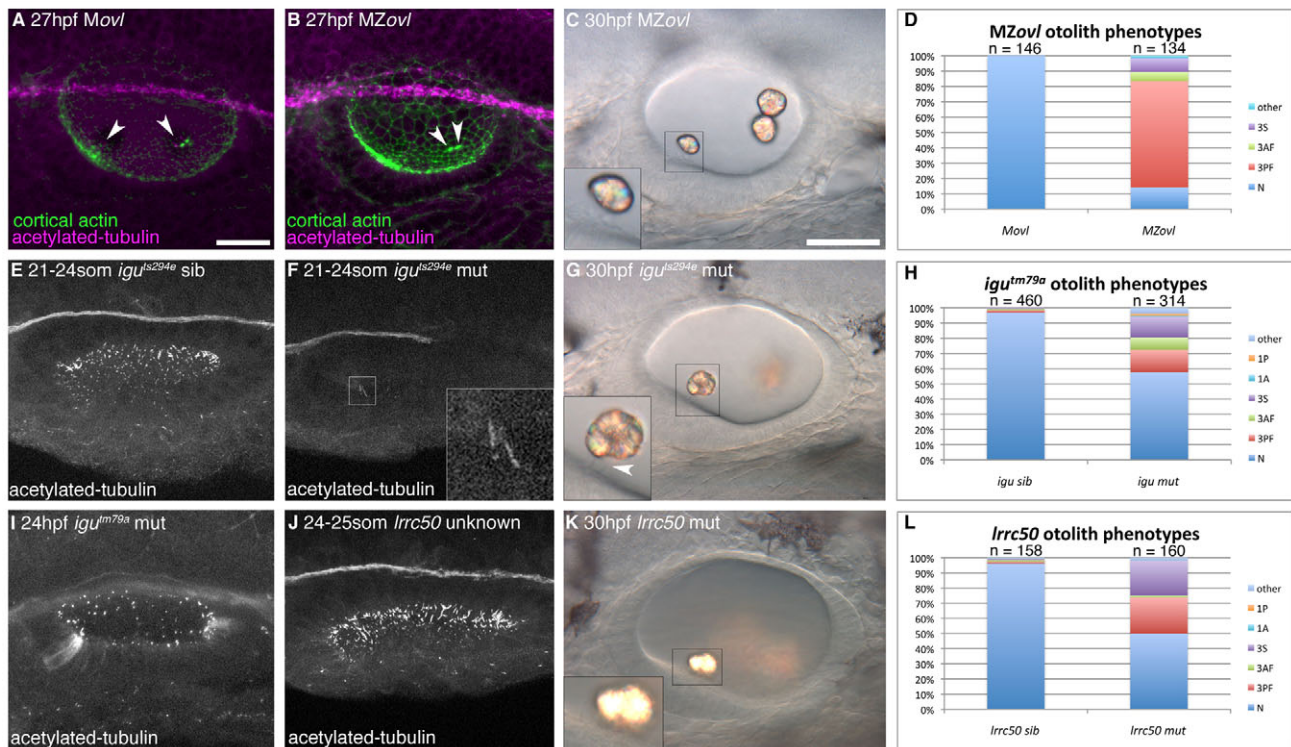 A 27hpf Movl
cortical actin
acetylated-tubulin
B 27hpf MZovl
cortical actin
acetylated-tubulin
C 30hpf MZovl
D
MZovl otolith phenotypes
n = 146 n = 134
100%
90%
80%
70%
60%
50%
40%
30%
20%
10%
0%
Movl MZovl
other
3S
3AF
3PF
N
E 21-24som igu^ts294e sib
acetylated-tubulin
F 21-24som igu^ts294e mut
acetylated-tubulin
G 30hpf igu^ts294e mut
H
igu^tm79a otolith phenotypes
n = 460 n = 314
100%
90%
80%
70%
60%
50%
40%
30%
20%
10%
0%
igu sib igu mut
other
1P
1A
3S
3AF
3PF
N
I 24hpf igu^tm79a mut
acetylated-tubulin
J 24-25som lrrc50 unknown
acetylated-tubulin
K 30hpf lrrc50 mut
L
lrrc50 otolith phenotypes
n = 158 n = 160
100%
90%
80%
70%
60%
50%
40%
30%
20%
10%
0%
lrrc50 sib lrrc50 mut
other
1P
1A
3S
3AF
3PF
N